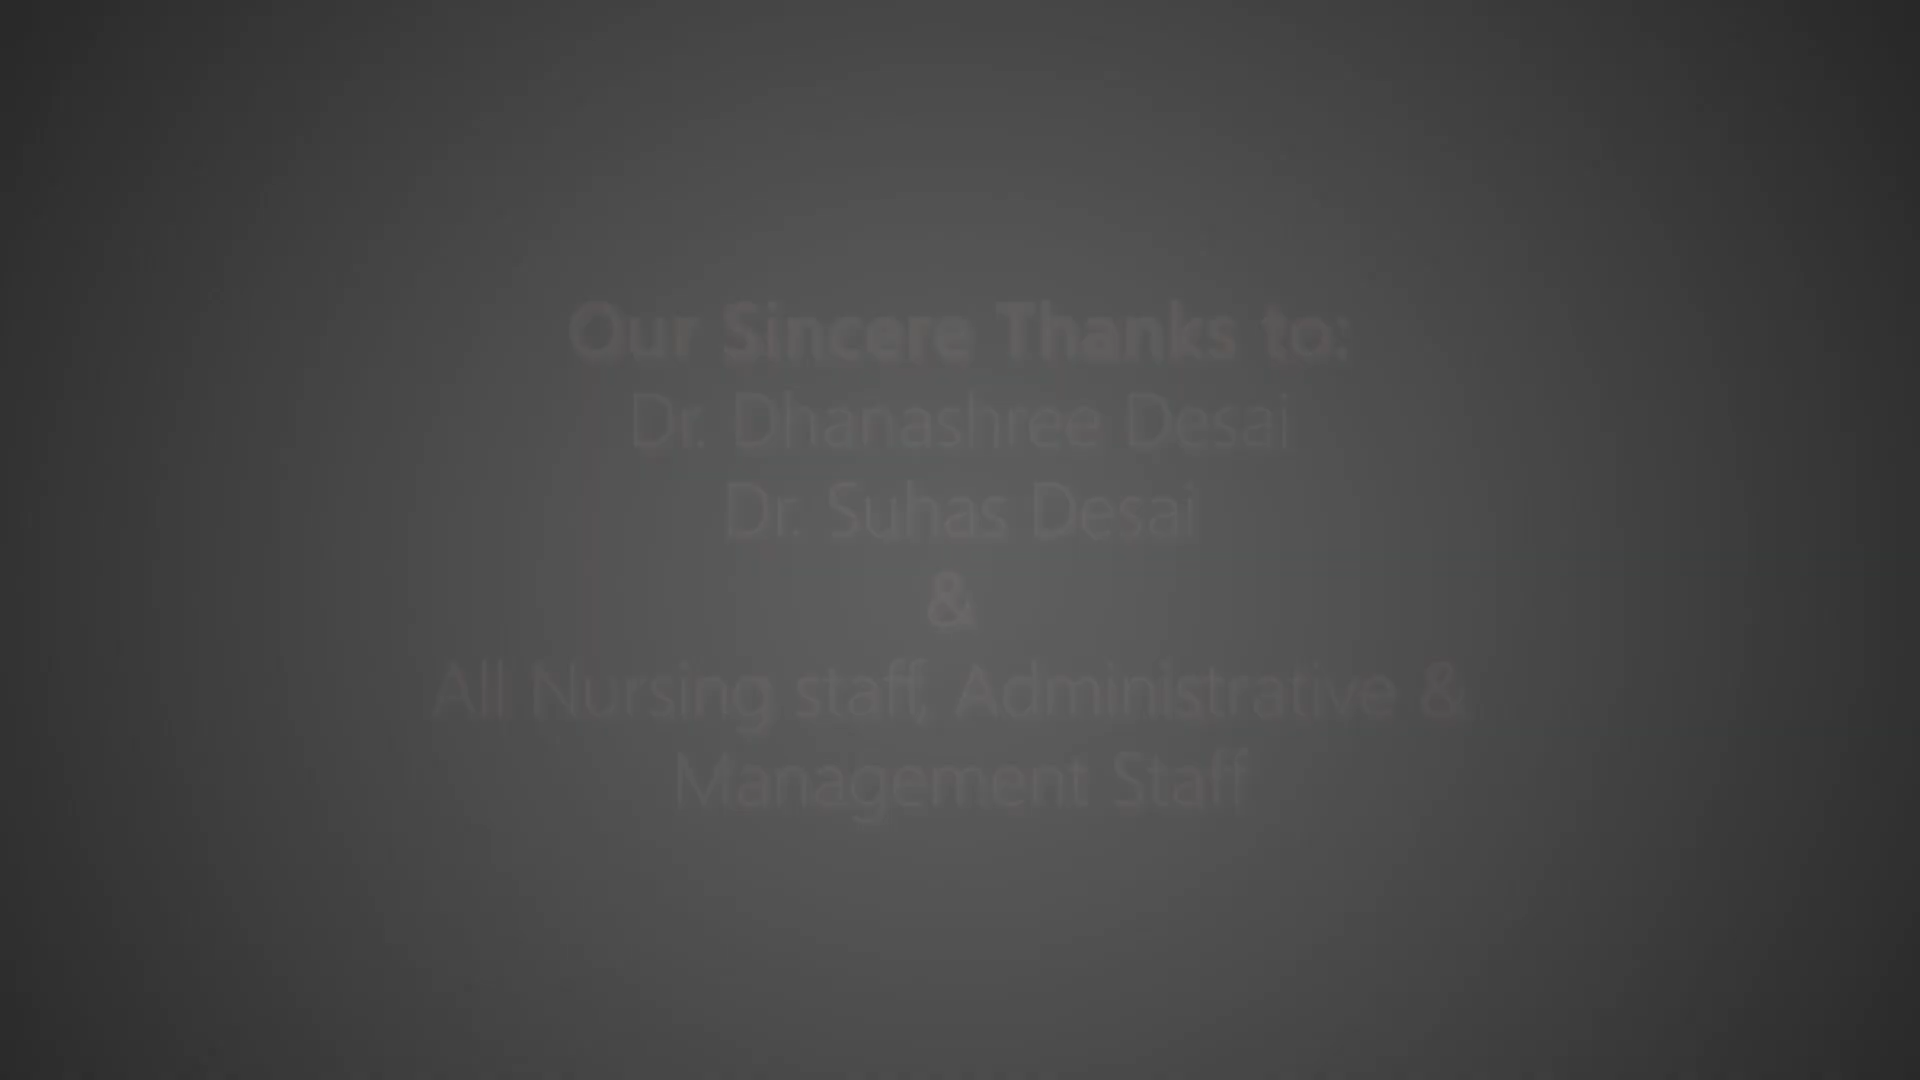 Our Sincere Thanks to:
Dr. Dhanashree Desai
Dr. Suhas Desai
&
All Nursing staff, Administrative &
Management Staff